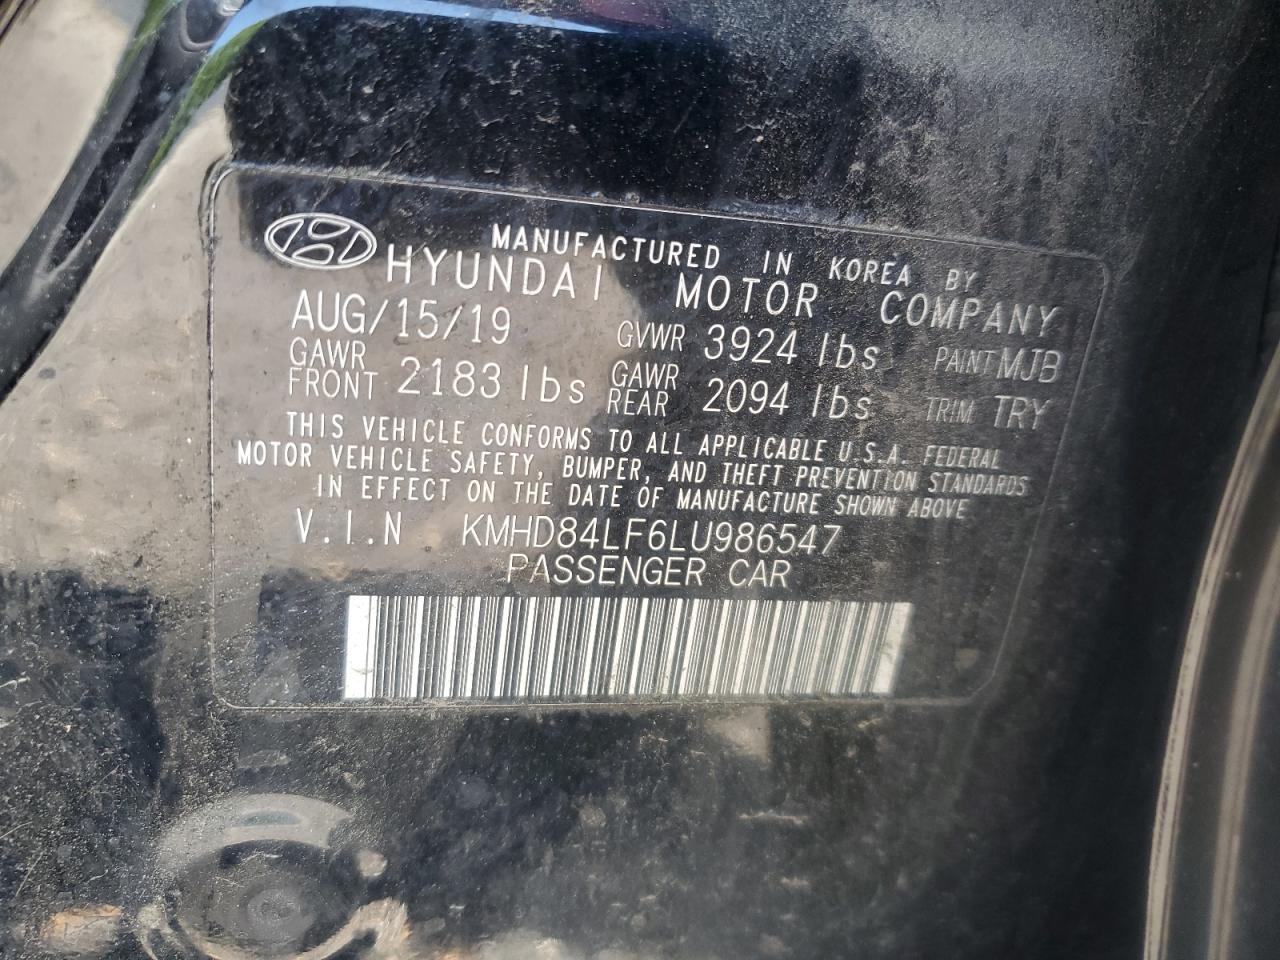 MANUFACTURED IN KOREA BY
HYUNDAI MOTOR COMPANY
AUG/15/19 GVWR 3924 lbs PAINT MJB
GAWR FRONT 2183 lbs GAWR REAR 2094 lbs TRIM TRY
THIS VEHICLE CONFORMS TO ALL APPLICABLE U.S.A. FEDERAL
MOTOR VEHICLE SAFETY, BUMPER, AND THEFT PREVENTION STANDARDS
IN EFFECT ON THE DATE OF MANUFACTURE SHOWN ABOVE
V.I.N KMHD84LF6LU986547
PASSENGER CAR